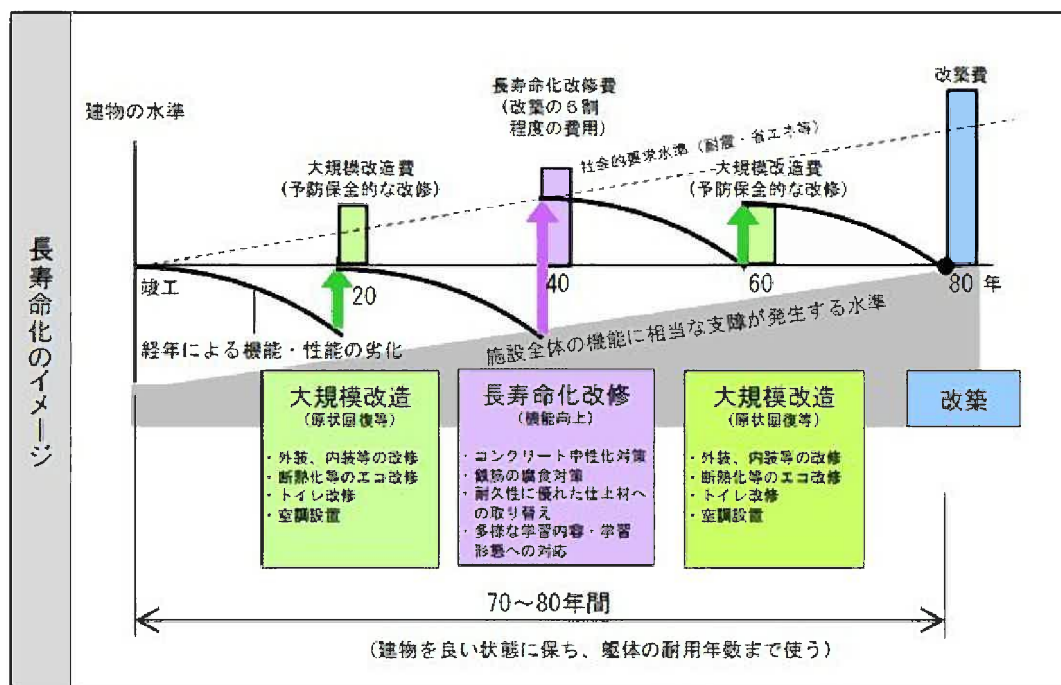 長寿命化のイメージ
建物の水準
大規模改造費
(予防保全的な改修)
長寿命化改修費
(改築の6割
程度の費用)
社会的要求水準(耐震・省エネ等)
大規模改造費
(予防保全的な改修)
改築費
竣工
20
40
60
80 年
経年による機能・性能の劣化
施設全体の機能に相当な支障が発生する水準
大規模改造
(原状回復等)
・外装、内装等の改修
・断熱化等のエコ改修
・トイレ改修
・空調設置
長寿命化改修
(機能向上)
・コンクリート中性化対策
・鉄筋の腐食対策
・耐久性に優れた仕上材へ
の取り替え
・多様な学習内容・学習
形態への対応
大規模改造
(原状回復等)
・外装、内装等の改修
・断熱化等のエコ改修
・トイレ改修
・空調設置
改築
70～80年間
(建物を良い状態に保ち、躯体の耐用年数まで使う)